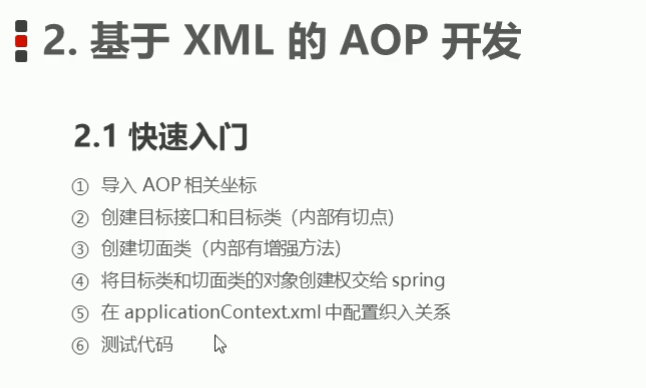 2. 基于 XML 的 AOP 开发
2.1 快速入门
① 导入 AOP 相关坐标
② 创建目标接口和目标类（内部有切点）
③ 创建切面类（内部有增强方法）
④ 将目标类和切面类的对象创建权交给 spring
⑤ 在 applicationContext.xml 中配置织入关系
⑥ 测试代码